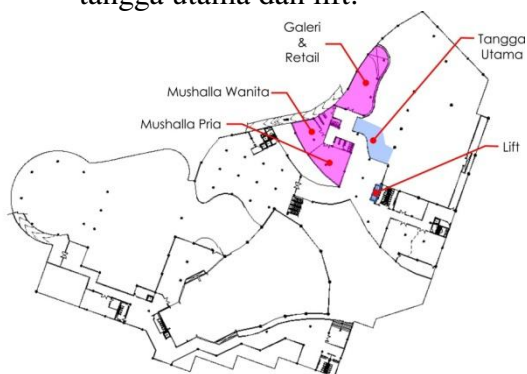 tangga utama dan lift.
Galeri
&
Retail
Tangga
Utama
Mushalla Wanita
Mushalla Pria
Lift